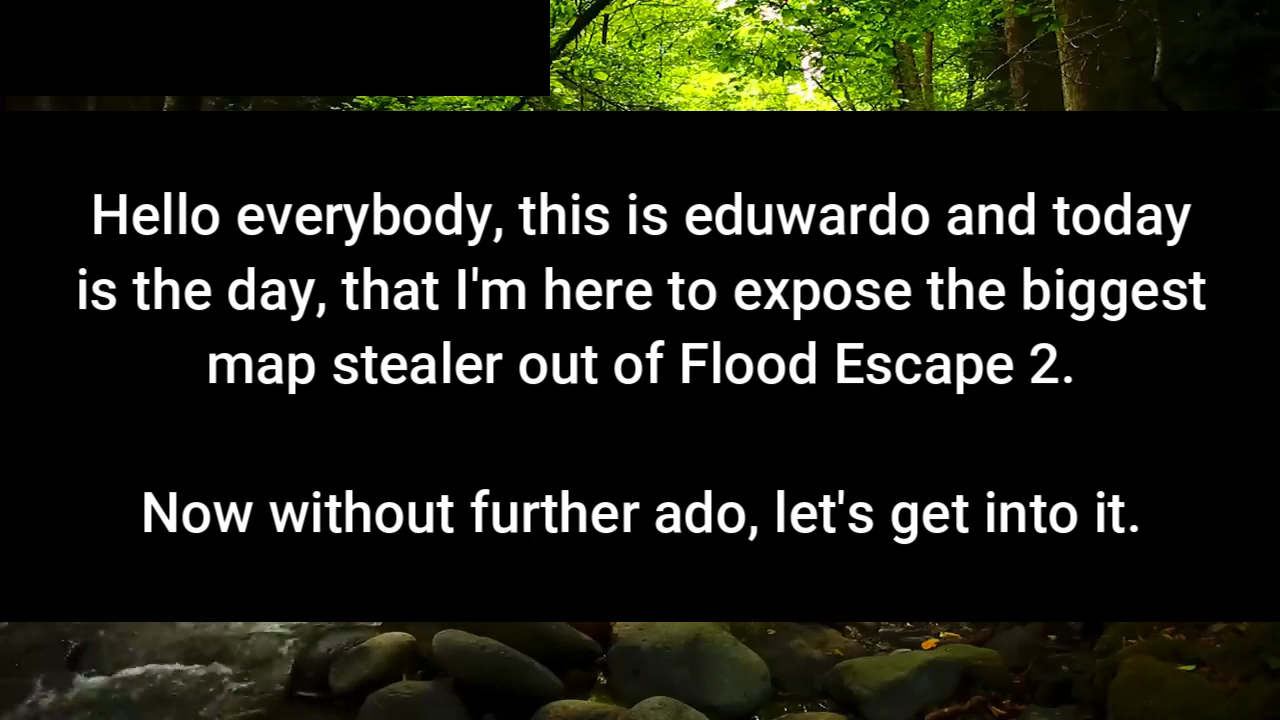 Hello everybody, this is eduwardo and today
is the day, that I'm here to expose the biggest
map stealer out of Flood Escape 2.
Now without further ado, let's get into it.